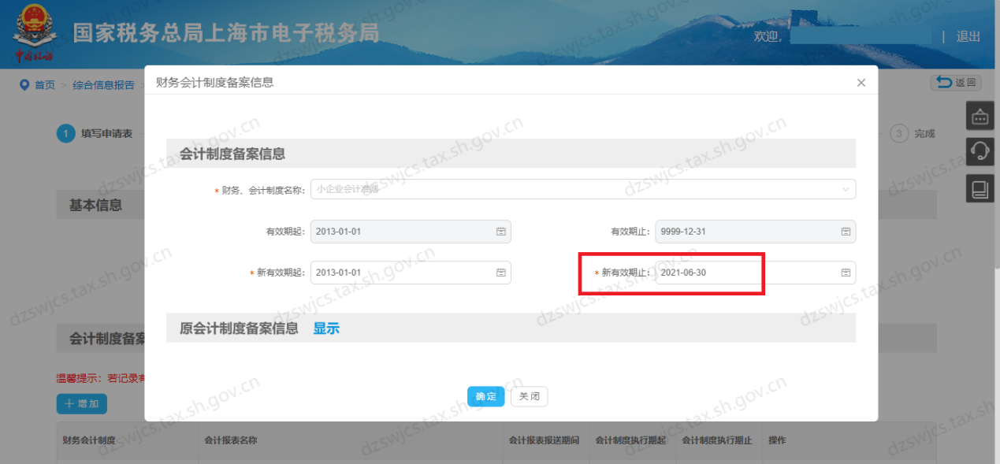 国家税务总局上海市电子税务局
欢迎, | 退出
中国税务
首页 > 综合信息报告 >
返回
财务会计制度备案信息
1 填写申请表
3 完成
会计制度备案信息
* 财务、会计制度名称: 小企业会计准则
基本信息
有效期起: 2013-01-01
有效期止: 9999-12-31
* 新有效期起: 2013-01-01
* 新有效期止: 2021-06-30
原会计制度备案信息 显示
会计制度备案
温馨提示：若记录有
确定 关闭
+ 增加
财务会计制度 会计报表名称 会计报表报送期间 会计制度执行期起 会计制度执行期止 操作
dzswjcs.tax.sh.gov.cn